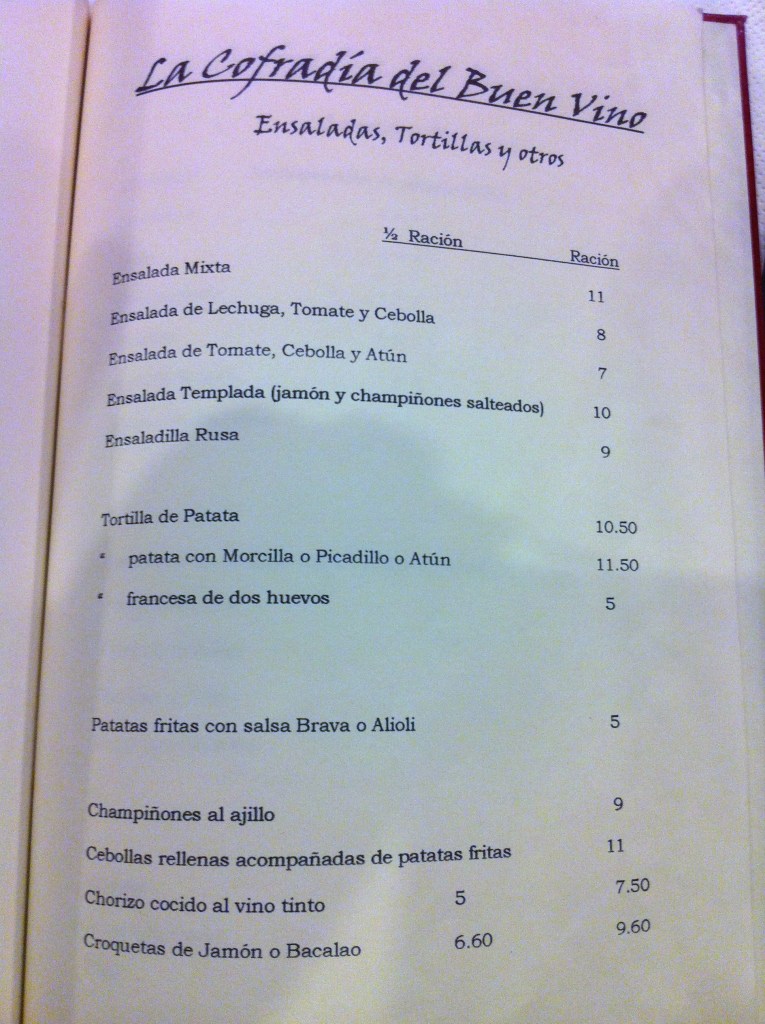 La Cofradía del Buen Vino
Ensaladas, Tortillas y otros
½ Ración Ración
Ensalada Mixta 11
Ensalada de Lechuga, Tomate y Cebolla 8
Ensalada de Tomate, Cebolla y Atún 7
Ensalada Templada (jamón y champiñones salteados) 10
Ensaladilla Rusa 9
Tortilla de Patata 10.50
“ patata con Morcilla o Picadillo o Atún 11.50
“ francesa de dos huevos 5
Patatas fritas con salsa Brava o Alioli 5
Champiñones al ajillo 9
Cebollas rellenas acompañadas de patatas fritas 11
Chorizo cocido al vino tinto 5 7.50
Croquetas de Jamón o Bacalao 6.60 9.60